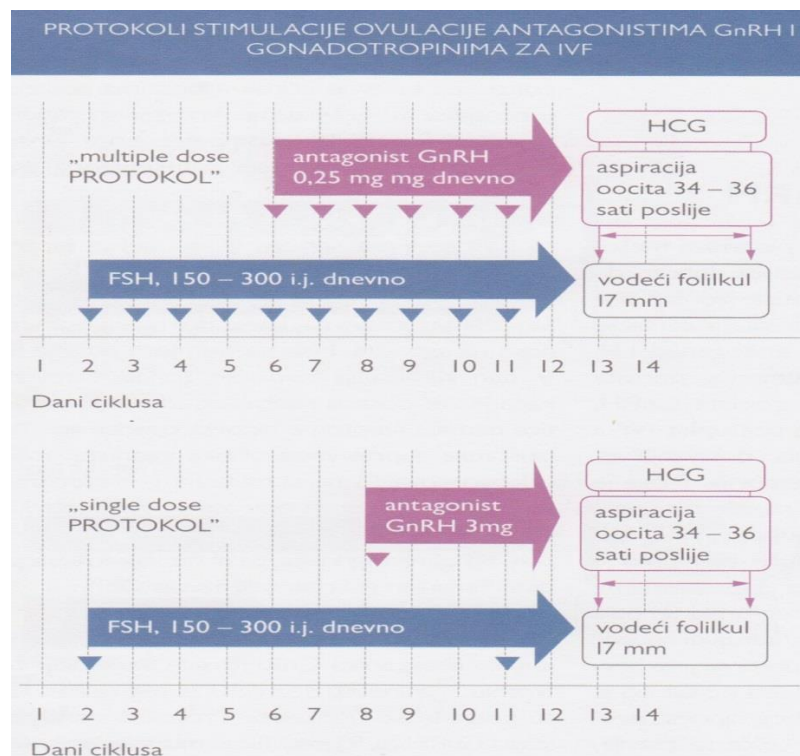 PROTOKOLI STIMULACIJE OVULACIJE ANTAGONISTIMA GnRH I
GONADOTROPINIMA ZA IVF
„multiple dose
PROTOKOL”
antagonist GnRH
0,25 mg mg dnevno
HCG
aspiracija
oocita 34 – 36
sati poslije
FSH, 150 – 300 i.j. dnevno
vodeći folilkul
17 mm
1 2 3 4 5 6 7 8 9 10 11 12 13 14
Dani ciklusa
„single dose
PROTOKOL”
antagonist
GnRH 3mg
HCG
aspiracija
oocita 34 – 36
sati poslije
FSH, 150 – 300 i.j. dnevno
vodeći folilkul
17 mm
1 2 3 4 5 6 7 8 9 10 11 12 13 14
Dani ciklusa